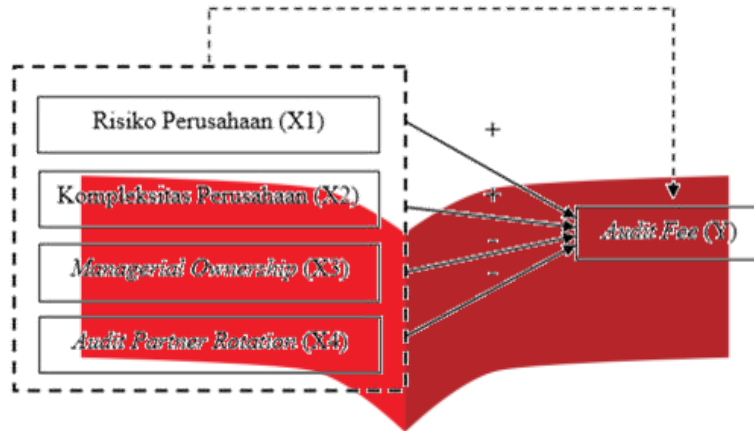 Risiko Perusahaan (X1)
+
Kompleksitas Perusahaan (X2)
+
Audit Fee (Y)
Managerial Ownership (X3)
-
-
Audit Partner Rotation (X4)